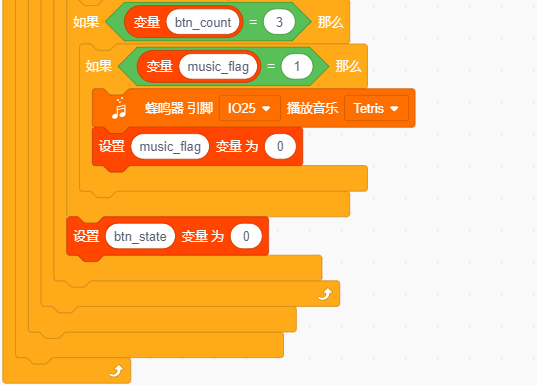 如果 变量 btn_count = 3 那么
如果 变量 music_flag = 1 那么
蜂鸣器 引脚 IO25 播放音乐 Tetris
设置 music_flag 变量 为 0
设置 btn_state 变量 为 0